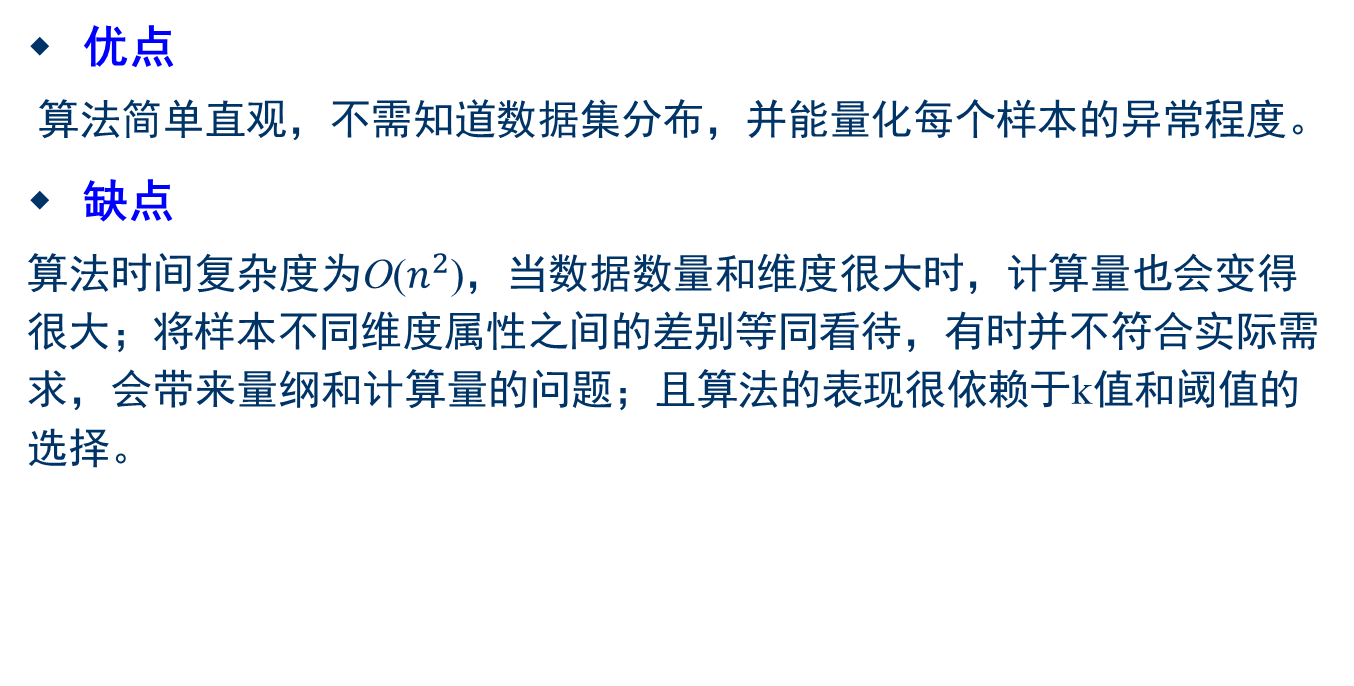 ◆ 优点
算法简单直观，不需知道数据集分布，并能量化每个样本的异常程度。
◆ 缺点
算法时间复杂度为O(n²)，当数据数量和维度很大时，计算量也会变得
很大；将样本不同维度属性之间的差别等同看待，有时并不符合实际需
求，会带来量纲和计算量的问题；且算法的表现很依赖于k值和阈值的
选择。